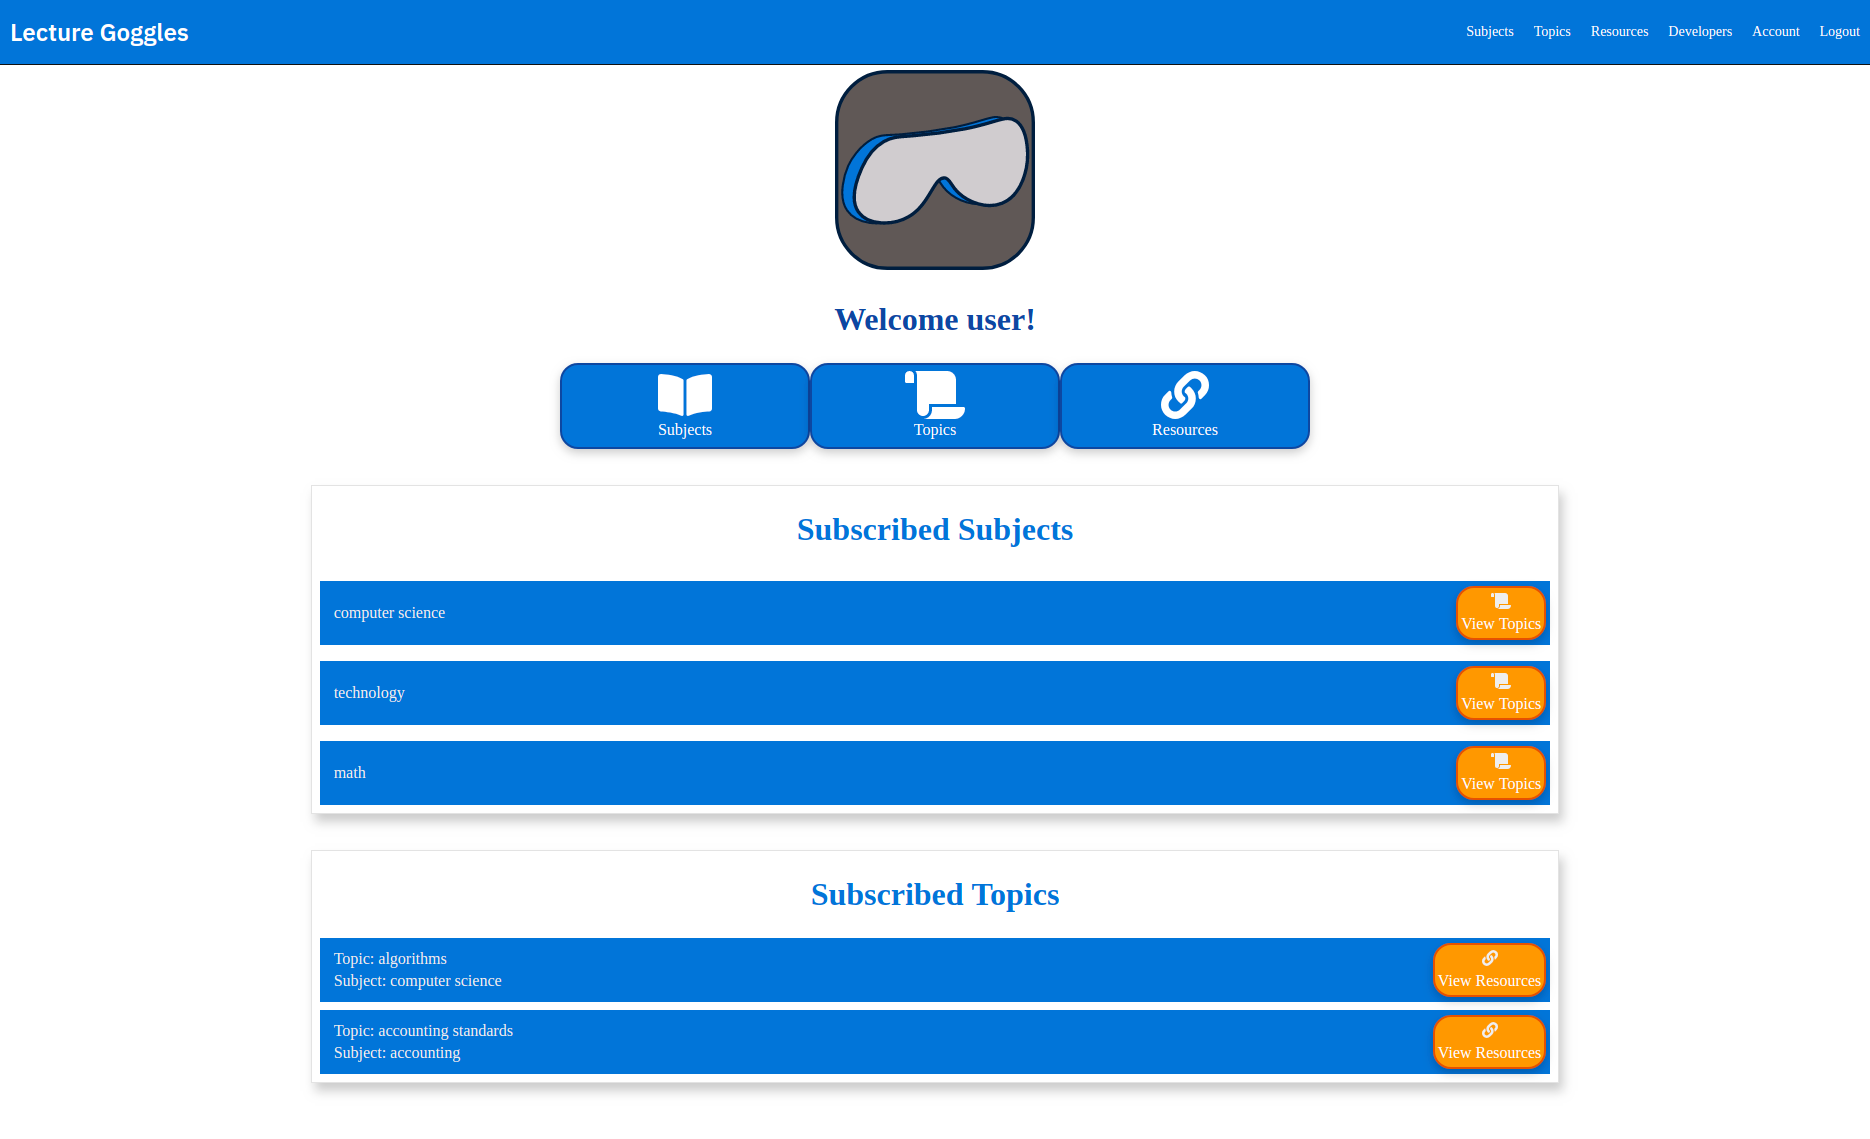 Lecture Goggles
Subjects Topics Resources Developers Account Logout
Welcome user!
Subjects Topics Resources
Subscribed Subjects
computer science
View Topics
technology
View Topics
math
View Topics
Subscribed Topics
Topic: algorithms
Subject: computer science
View Resources
Topic: accounting standards
Subject: accounting
View Resources